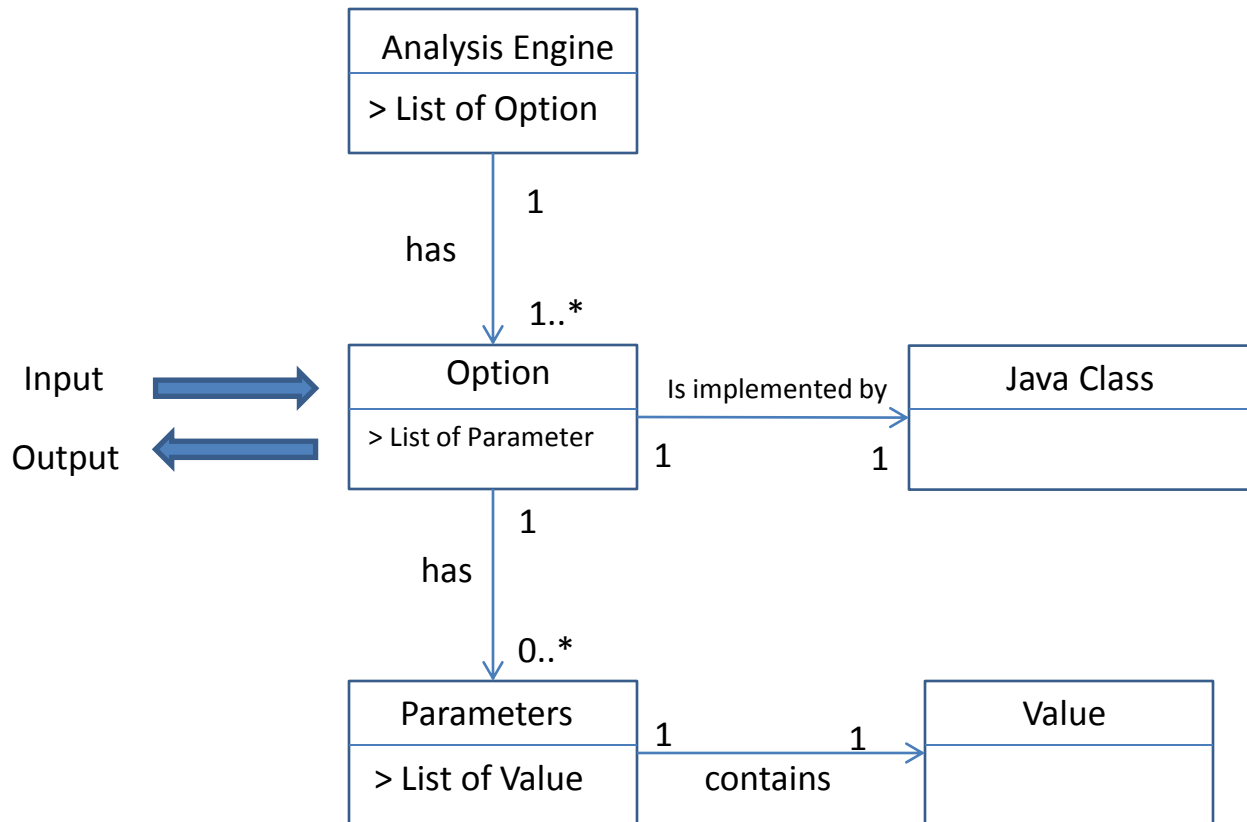 Analysis Engine
> List of Option
1
has
1..*
Input
Output
Option
> List of Parameter
Is implemented by
1
1
Java Class
1
has
0..*
Parameters
> List of Value
1
1
contains
Value